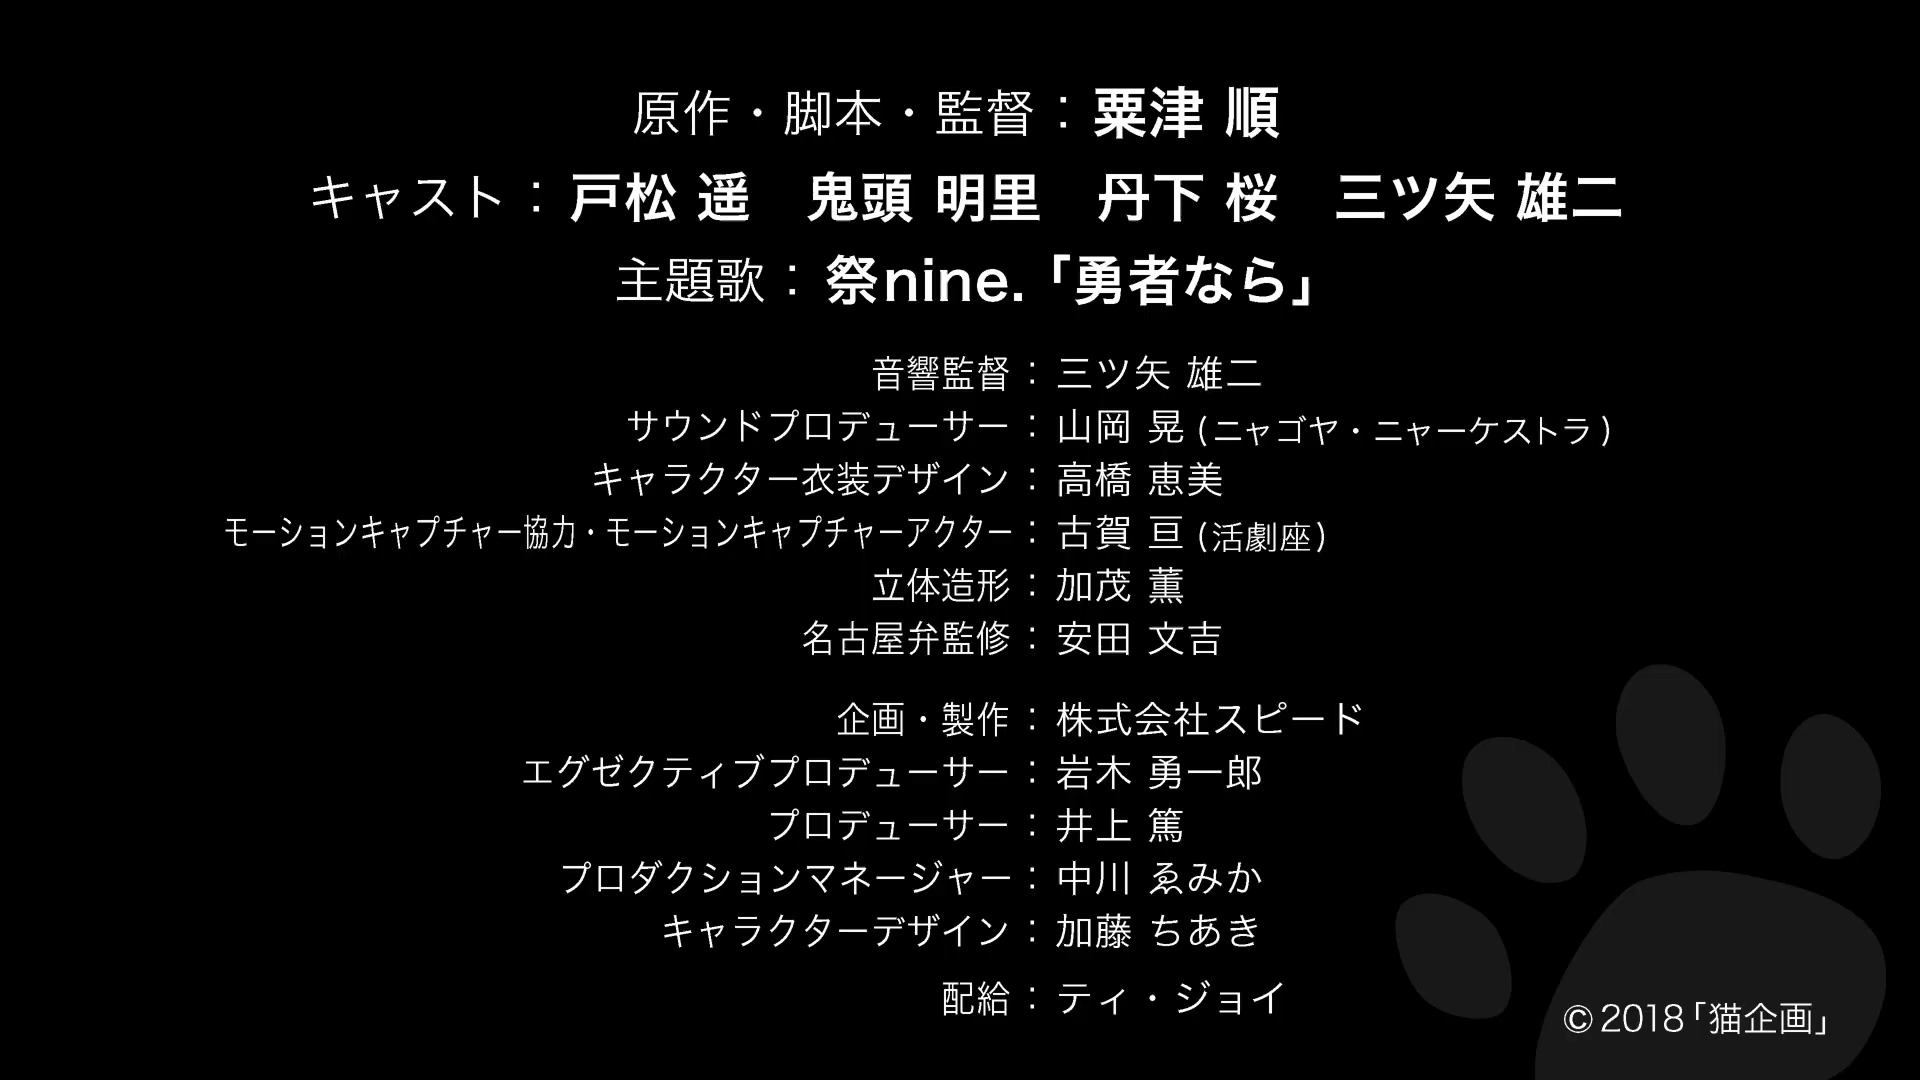 原作・脚本・監督：粟津 順
キャスト：戸松 遥　鬼頭 明里　丹下 桜　三ツ矢 雄二
主題歌：祭nine.「勇者なら」
音響監督：三ツ矢 雄二
サウンドプロデューサー：山岡 晃(ニャゴヤ・ニャーケストラ)
キャラクター衣装デザイン：高橋 恵美
モーションキャプチャー協力・モーションキャプチャーアクター：古賀 亘(活劇座)
立体造形：加茂 薫
名古屋弁監修：安田 文吉
企画・製作：株式会社スピード
エグゼクティブプロデューサー：岩木 勇一郎
プロデューサー：井上 篤
プロダクションマネージャー：中川 ゑみか
キャラクターデザイン：加藤 ちあき
配給：ティ・ジョイ
©2018「猫企画」